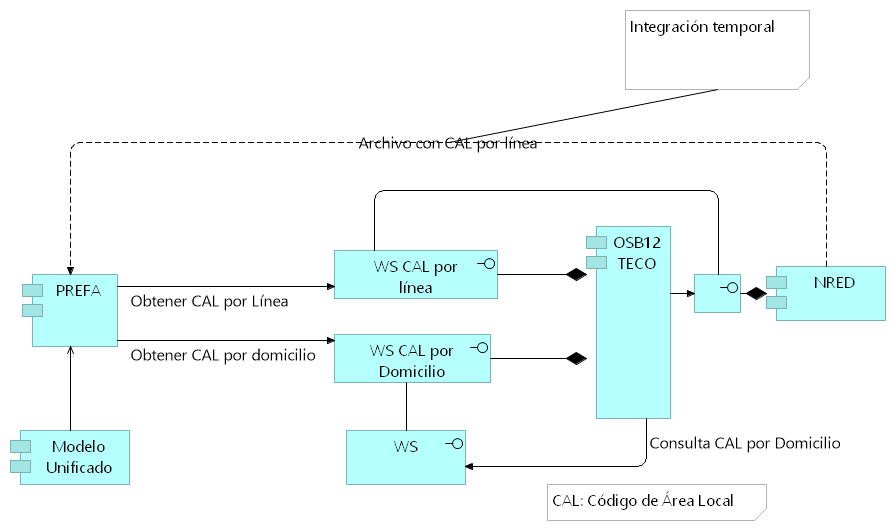 Integración temporal
Archivo con CAL por línea
OSB12
TECO
WS CAL por
línea
PREFA
NRED
Obtener CAL por Línea
WS CAL por
Domicilio
Obtener CAL por domicilio
Modelo
Unificado
WS
Consulta CAL por Domicilio
CAL: Código de Área Local